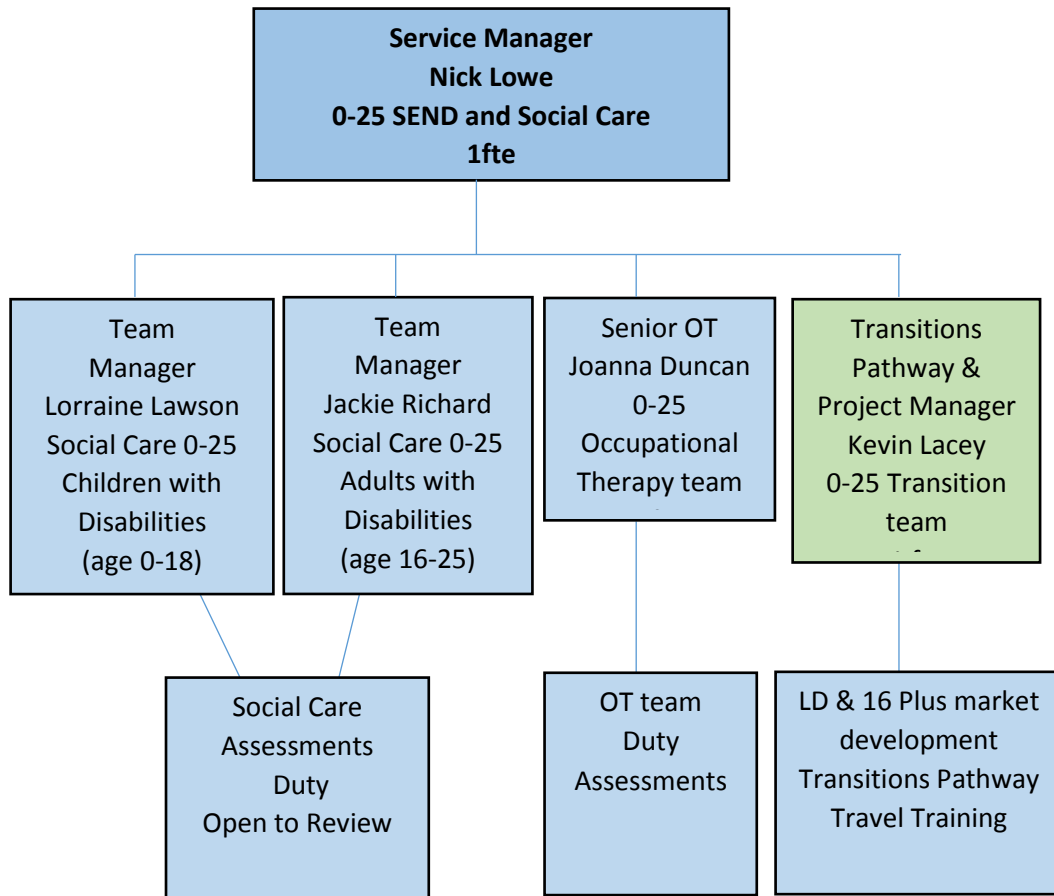 Service Manager
Nick Lowe
0-25 SEND and Social Care
1fte
Team
Manager
Lorraine Lawson
Social Care 0-25
Children with
Disabilities
(age 0-18)
Team
Manager
Jackie Richard
Social Care 0-25
Adults with
Disabilities
(age 16-25)
Senior OT
Joanna Duncan
0-25
Occupational
Therapy team
Transitions
Pathway &
Project Manager
Kevin Lacey
0-25 Transition
team
Social Care
Assessments
Duty
Open to Review
OT team
Duty
Assessments
LD & 16 Plus market
development
Transitions Pathway
Travel Training